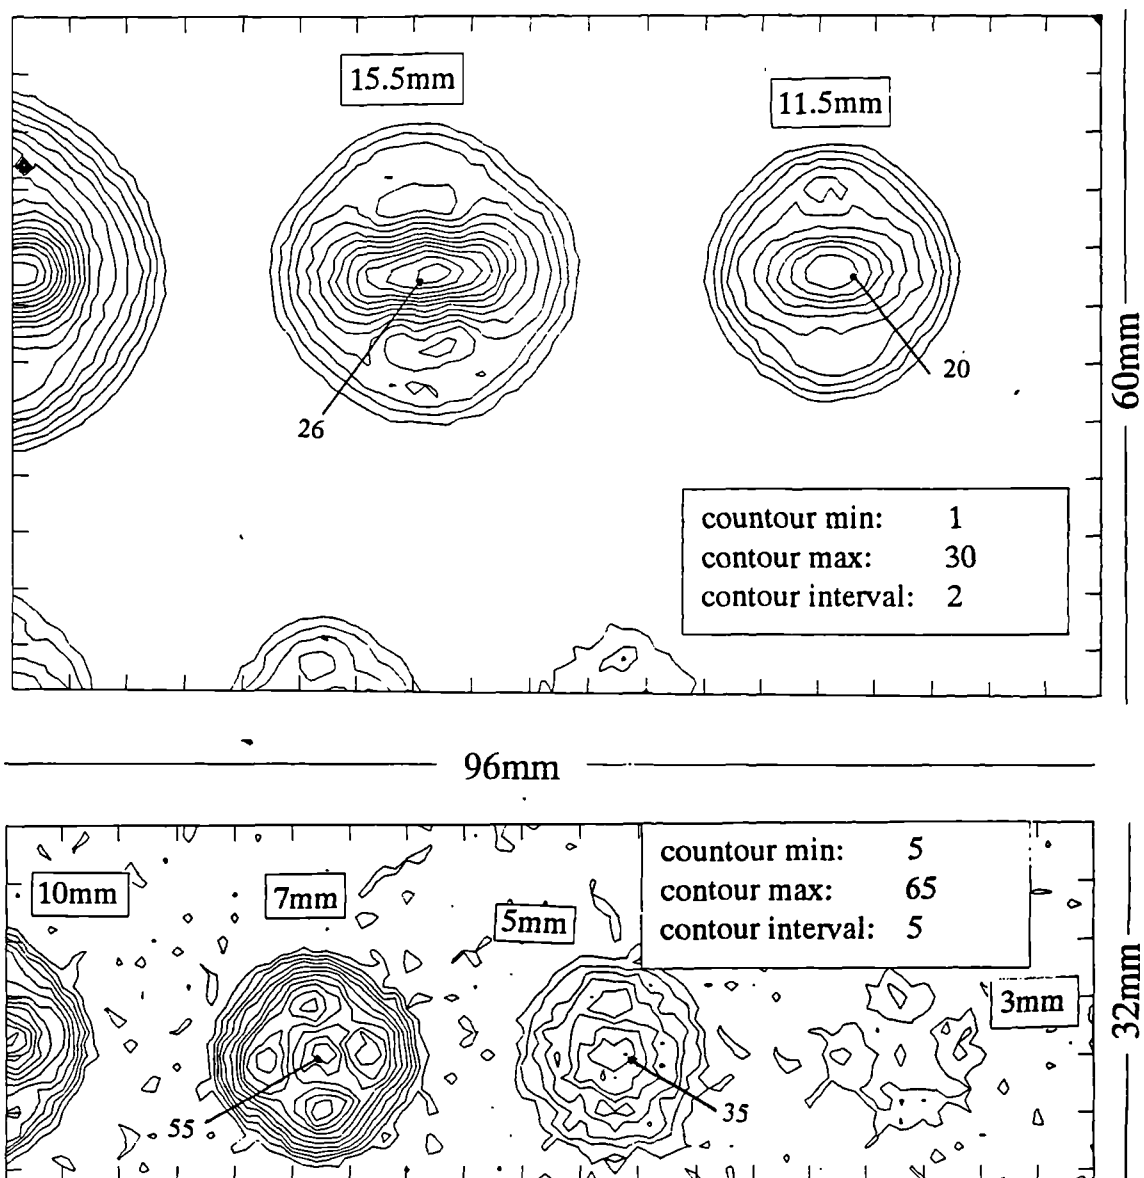 15.5mm
11.5mm
20
26
60mm
countour min: 1
contour max: 30
contour interval: 2
96mm
countour min: 5
contour max: 65
contour interval: 5
10mm
7mm
5mm
3mm
32mm
55
35